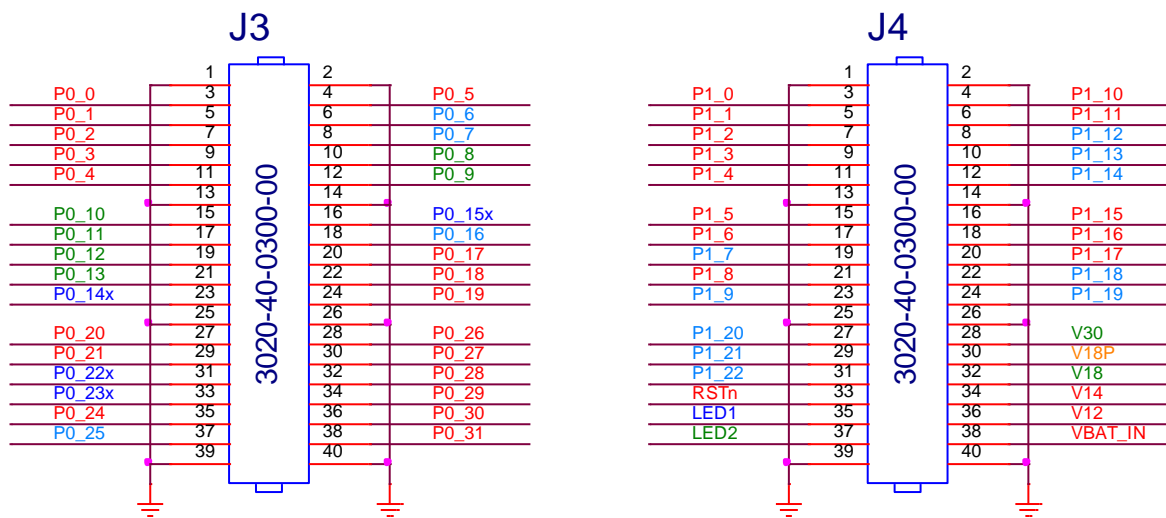 J3 J4
1 2 1 2
P0_0 3 4 P0_5 P1_0 3 4 P1_10
P0_1 5 6 P0_6 P1_1 5 6 P1_11
P0_2 7 8 P0_7 P1_2 7 8 P1_12
P0_3 9 10 P0_8 P1_3 9 10 P1_13
P0_4 11 12 P0_9 P1_4 11 12 P1_14
13 14 13 14
P0_10 15 16 P0_15x P1_5 15 16 P1_15
P0_11 17 18 P0_16 P1_6 17 18 P1_16
P0_12 19 20 P0_17 P1_7 19 20 P1_17
P0_13 21 22 P0_18 P1_8 21 22 P1_18
P0_14x 23 24 P0_19 P1_9 23 24 P1_19
25 26 25 26
P0_20 27 28 P0_26 P1_20 27 28 V30
P0_21 29 30 P0_27 P1_21 29 30 V18P
P0_22x 31 32 P0_28 P1_22 31 32 V18
P0_23x 33 34 P0_29 RSTn 33 34 V14
P0_24 35 36 P0_30 LED1 35 36 V12
P0_25 37 38 P0_31 LED2 37 38 VBAT_IN
39 40 39 40
3020-40-0300-00 3020-40-0300-00